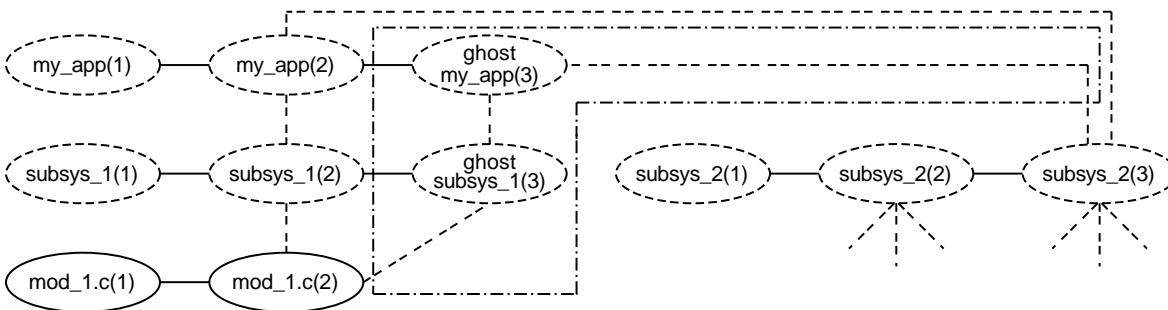 my_app(1)
my_app(2)
ghost
my_app(3)
subsys_1(1)
subsys_1(2)
ghost
subsys_1(3)
subsys_2(1)
subsys_2(2)
subsys_2(3)
mod_1.c(1)
mod_1.c(2)